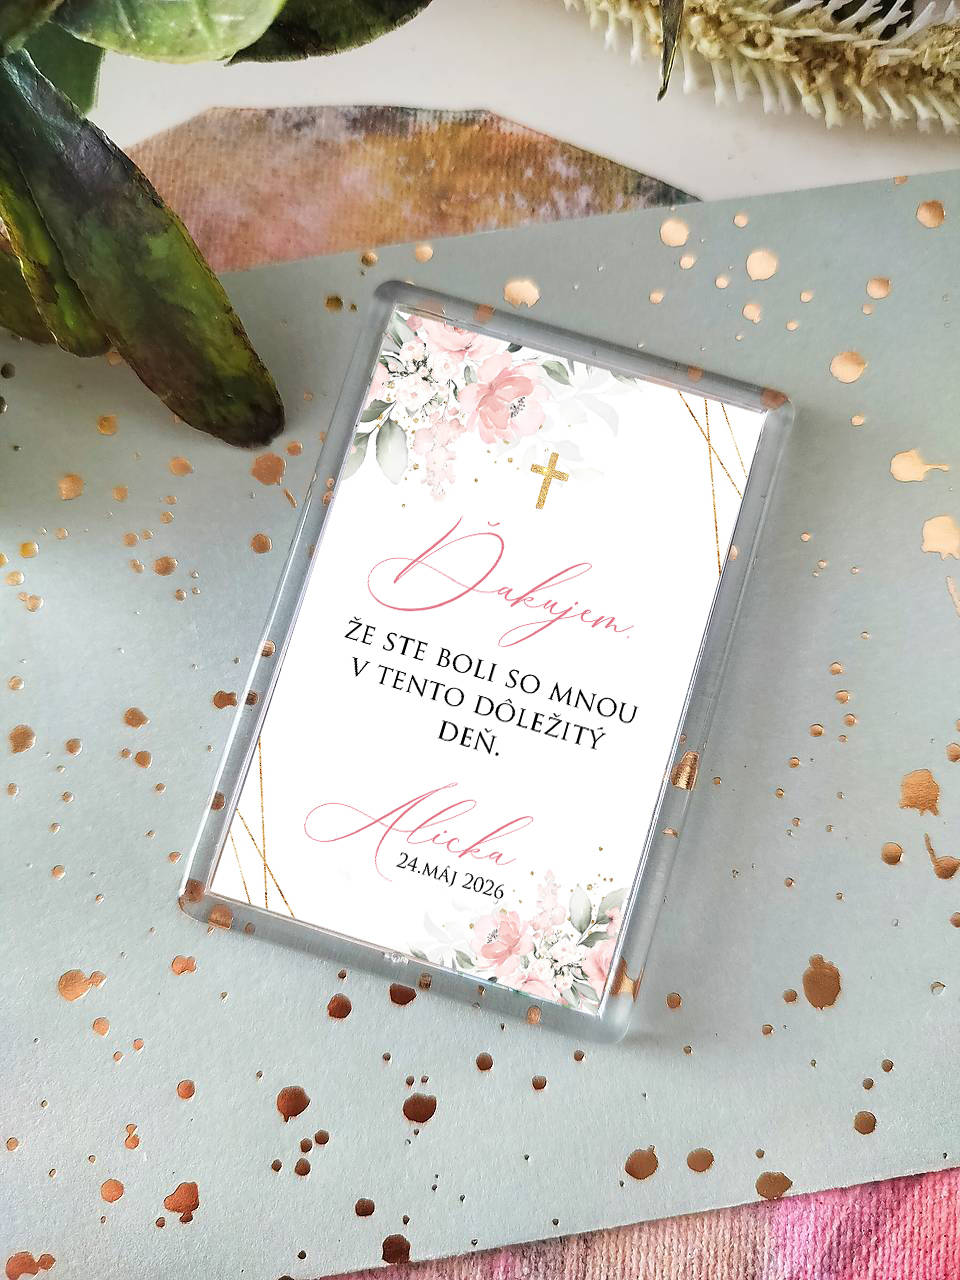 Ďakujem.
ŽE STE BOLI SO MNOU
V TENTO DÔLEŽITÝ
DEŇ.
Alicka
24.MÁJ 2026